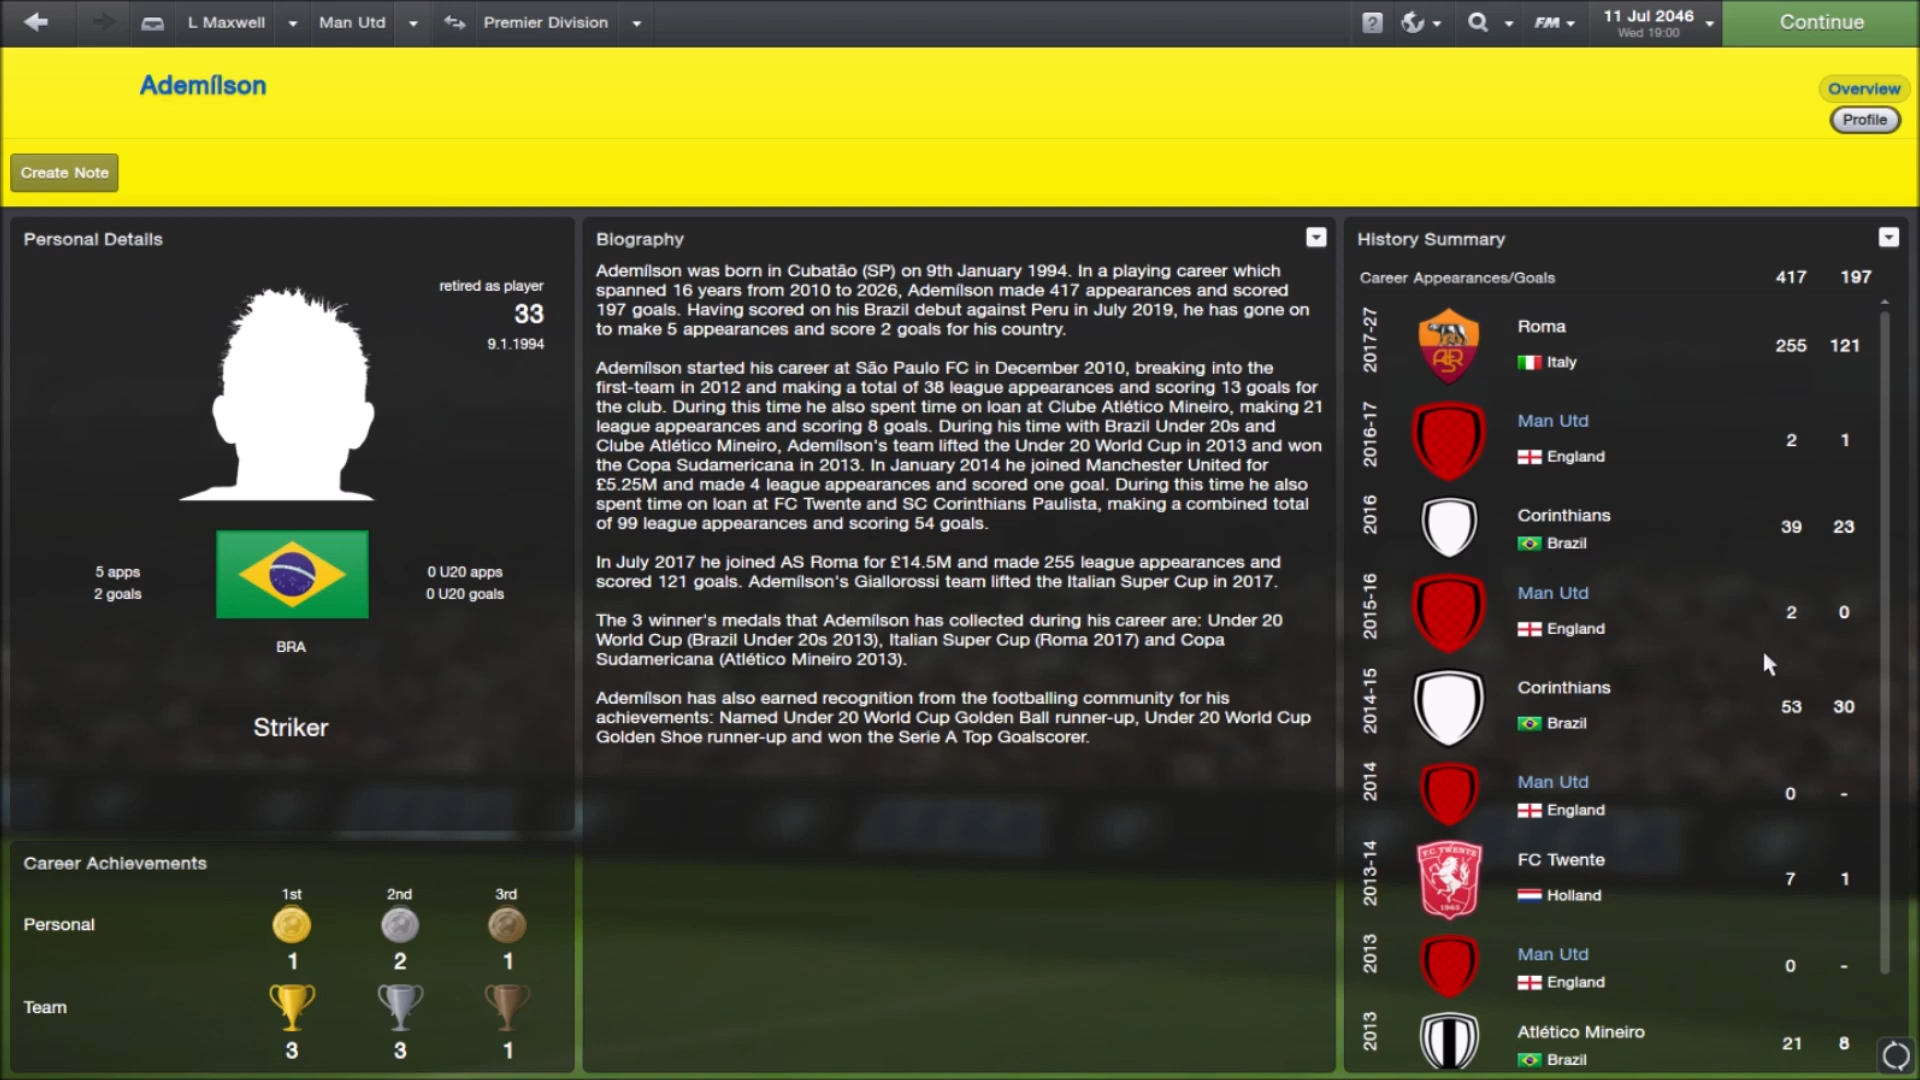 L Maxwell
Man Utd
Premier Division
?
FM
11 Jul 2046
Wed 19:00
Continue
Ademílson
Overview
Profile
Create Note
Personal Details
retired as player
33
9.1.1994
5 apps
2 goals
0 U20 apps
0 U20 goals
BRA
Striker
Career Achievements
1st 2nd 3rd
Personal
1 2 1
Team
3 3 1
Biography
Ademílson was born in Cubatão (SP) on 9th January 1994. In a playing career which
spanned 16 years from 2010 to 2026, Ademílson made 417 appearances and scored
197 goals. Having scored on his Brazil debut against Peru in July 2019, he has gone on
to make 5 appearances and score 2 goals for his country.
Ademílson started his career at São Paulo FC in December 2010, breaking into the
first-team in 2012 and making a total of 38 league appearances and scoring 13 goals for
the club. During this time he also spent time on loan at Clube Atlético Mineiro, making 21
league appearances and scoring 8 goals. During his time with Brazil Under 20s and
Clube Atlético Mineiro, Ademílson's team lifted the Under 20 World Cup in 2013 and won
the Copa Sudamericana in 2013. In January 2014 he joined Manchester United for
£5.25M and made 4 league appearances and scored one goal. During this time he also
spent time on loan at FC Twente and SC Corinthians Paulista, making a combined total
of 99 league appearances and scoring 54 goals.
In July 2017 he joined AS Roma for £14.5M and made 255 league appearances and
scored 121 goals. Ademílson's Giallorossi team lifted the Italian Super Cup in 2017.
The 3 winner's medals that Ademílson has collected during his career are: Under 20
World Cup (Brazil Under 20s 2013), Italian Super Cup (Roma 2017) and Copa
Sudamericana (Atlético Mineiro 2013).
Ademílson has also earned recognition from the footballing community for his
achievements: Named Under 20 World Cup Golden Ball runner-up, Under 20 World Cup
Golden Shoe runner-up and won the Serie A Top Goalscorer.
History Summary
Career Appearances/Goals 417 197
2017-27
ASR
Roma
Italy
255 121
2016-17
Man Utd
England
2 1
2016
Corinthians
Brazil
39 23
2015-16
Man Utd
England
2 0
2014-15
Corinthians
Brazil
53 30
2014
Man Utd
England
0 -
2013-14
F.C. TWENTE
1965
FC Twente
Holland
7 1
2013
Man Utd
England
0 -
2013
Atlético Mineiro
Brazil
21 8